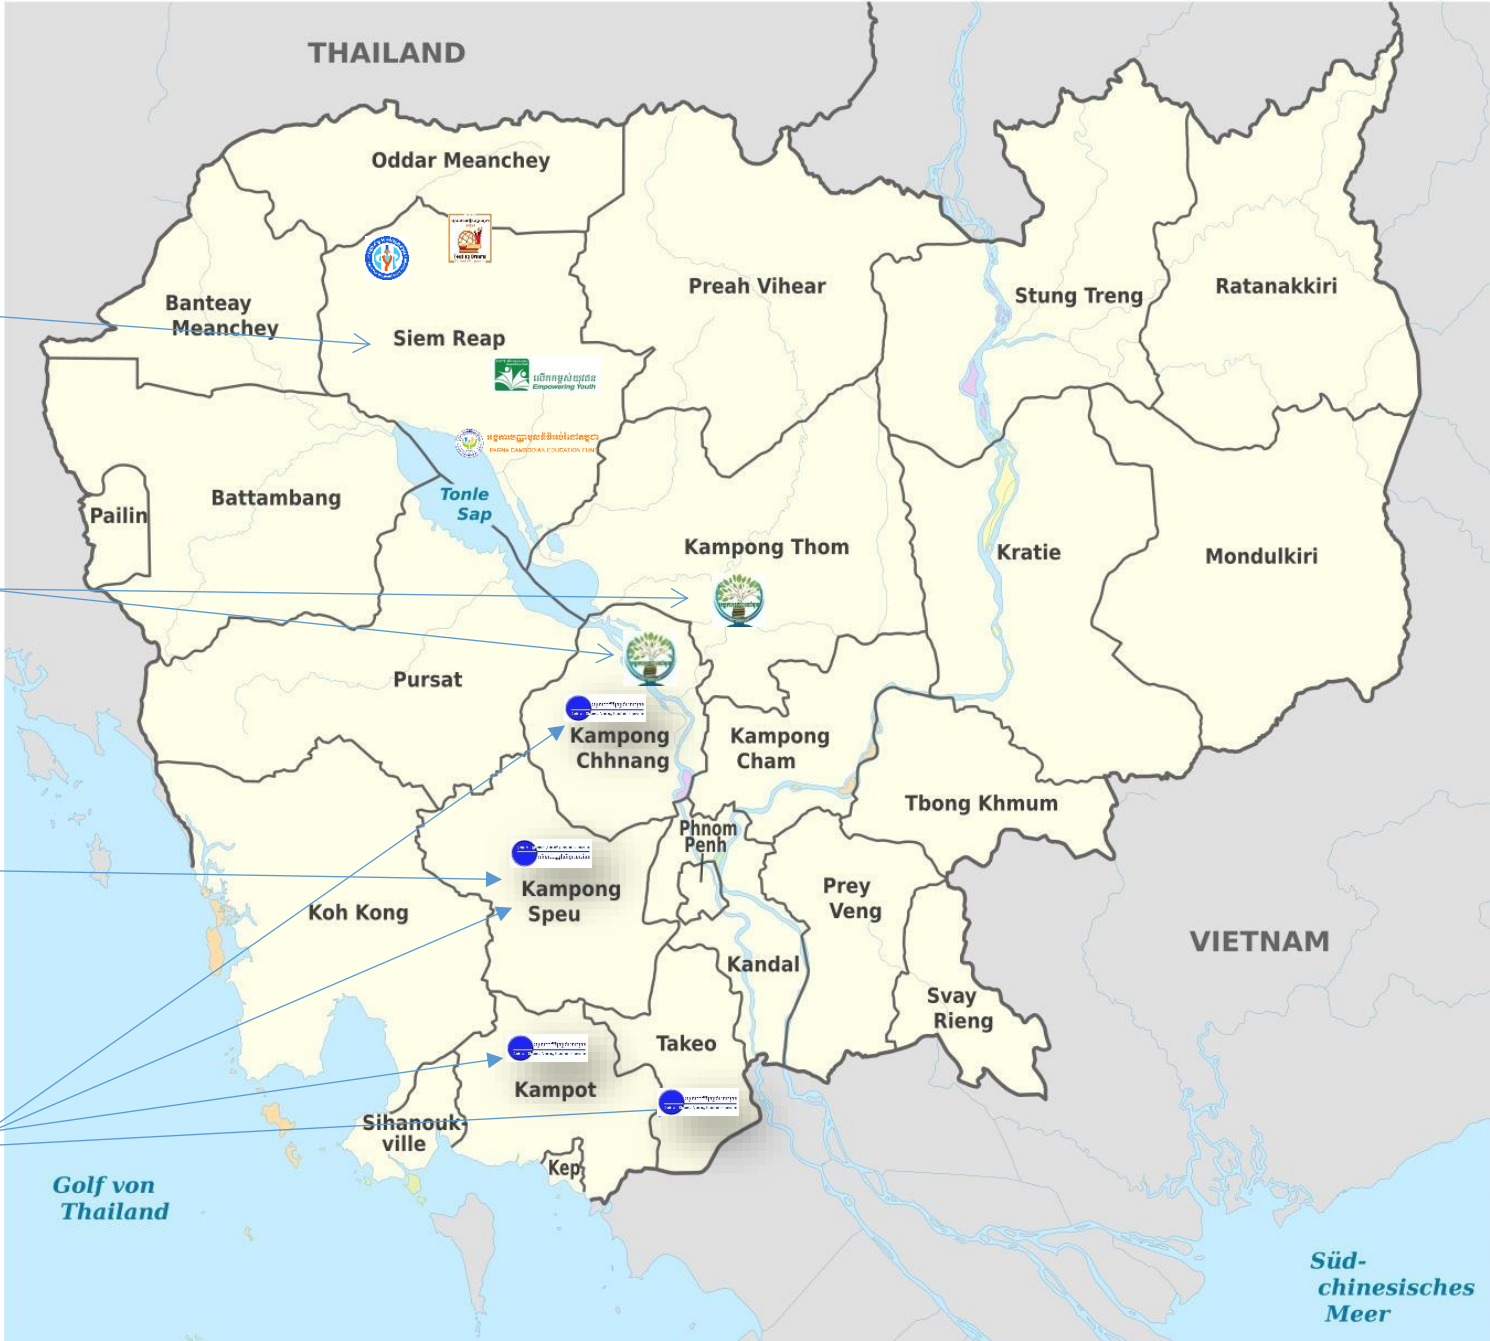 THAILAND
Oddar Meanchey
Banteay
Meanchey
Siem Reap
Preah Vihear
Stung Treng
Ratanakkiri
Empowering Youth
Battambang
Pailin
Tonle
Sap
Kampong Thom
Kratie
Mondulkiri
Pursat
Kampong
Chhnang
Kampong
Cham
Tbong Khmum
Phnom
Penh
Kampong
Speu
Koh Kong
Prey
Veng
VIETNAM
Kandal
Svay
Rieng
Takeo
Kampot
Sihanouk-
ville
Kep
Golf von
Thailand
Süd-
chinesisches
Meer